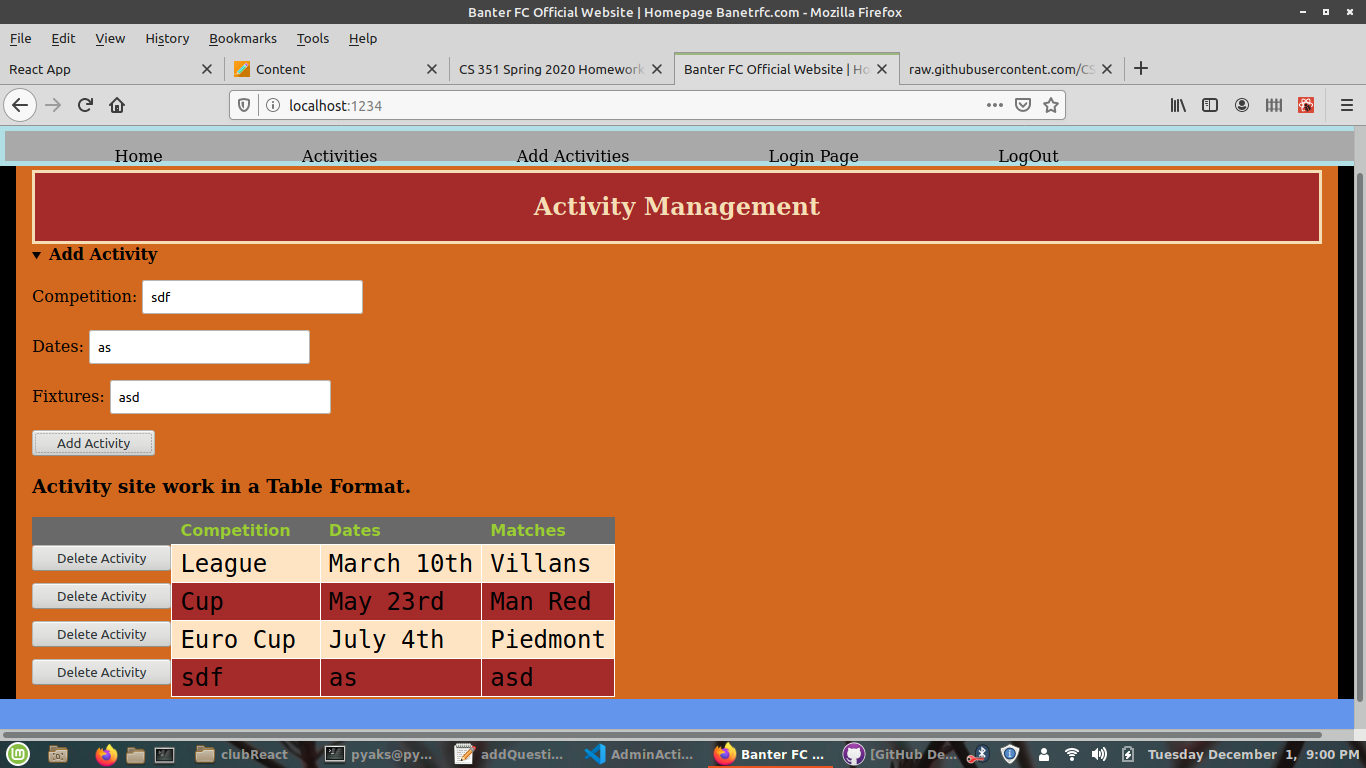 Banter FC Official Website | Homepage Banetrfc.com - Mozilla Firefox
File Edit View History Bookmarks Tools Help
React App Content CS 351 Spring 2020 Homework Banter FC Official Website | Ho raw.githubusercontent.com/CS
localhost:1234
Home Activities Add Activities Login Page LogOut
Activity Management
Add Activity
Competition: sdf
Dates: as
Fixtures: asd
Add Activity
Activity site work in a Table Format.
Competition Dates Matches
Delete Activity League March 10th Villans
Delete Activity Cup May 23rd Man Red
Delete Activity Euro Cup July 4th Piedmont
Delete Activity sdf as asd
clubReact pyaks@py... addQuesti... AdminActi... Banter FC ... [GitHub De... Tuesday December 1, 9:00 PM